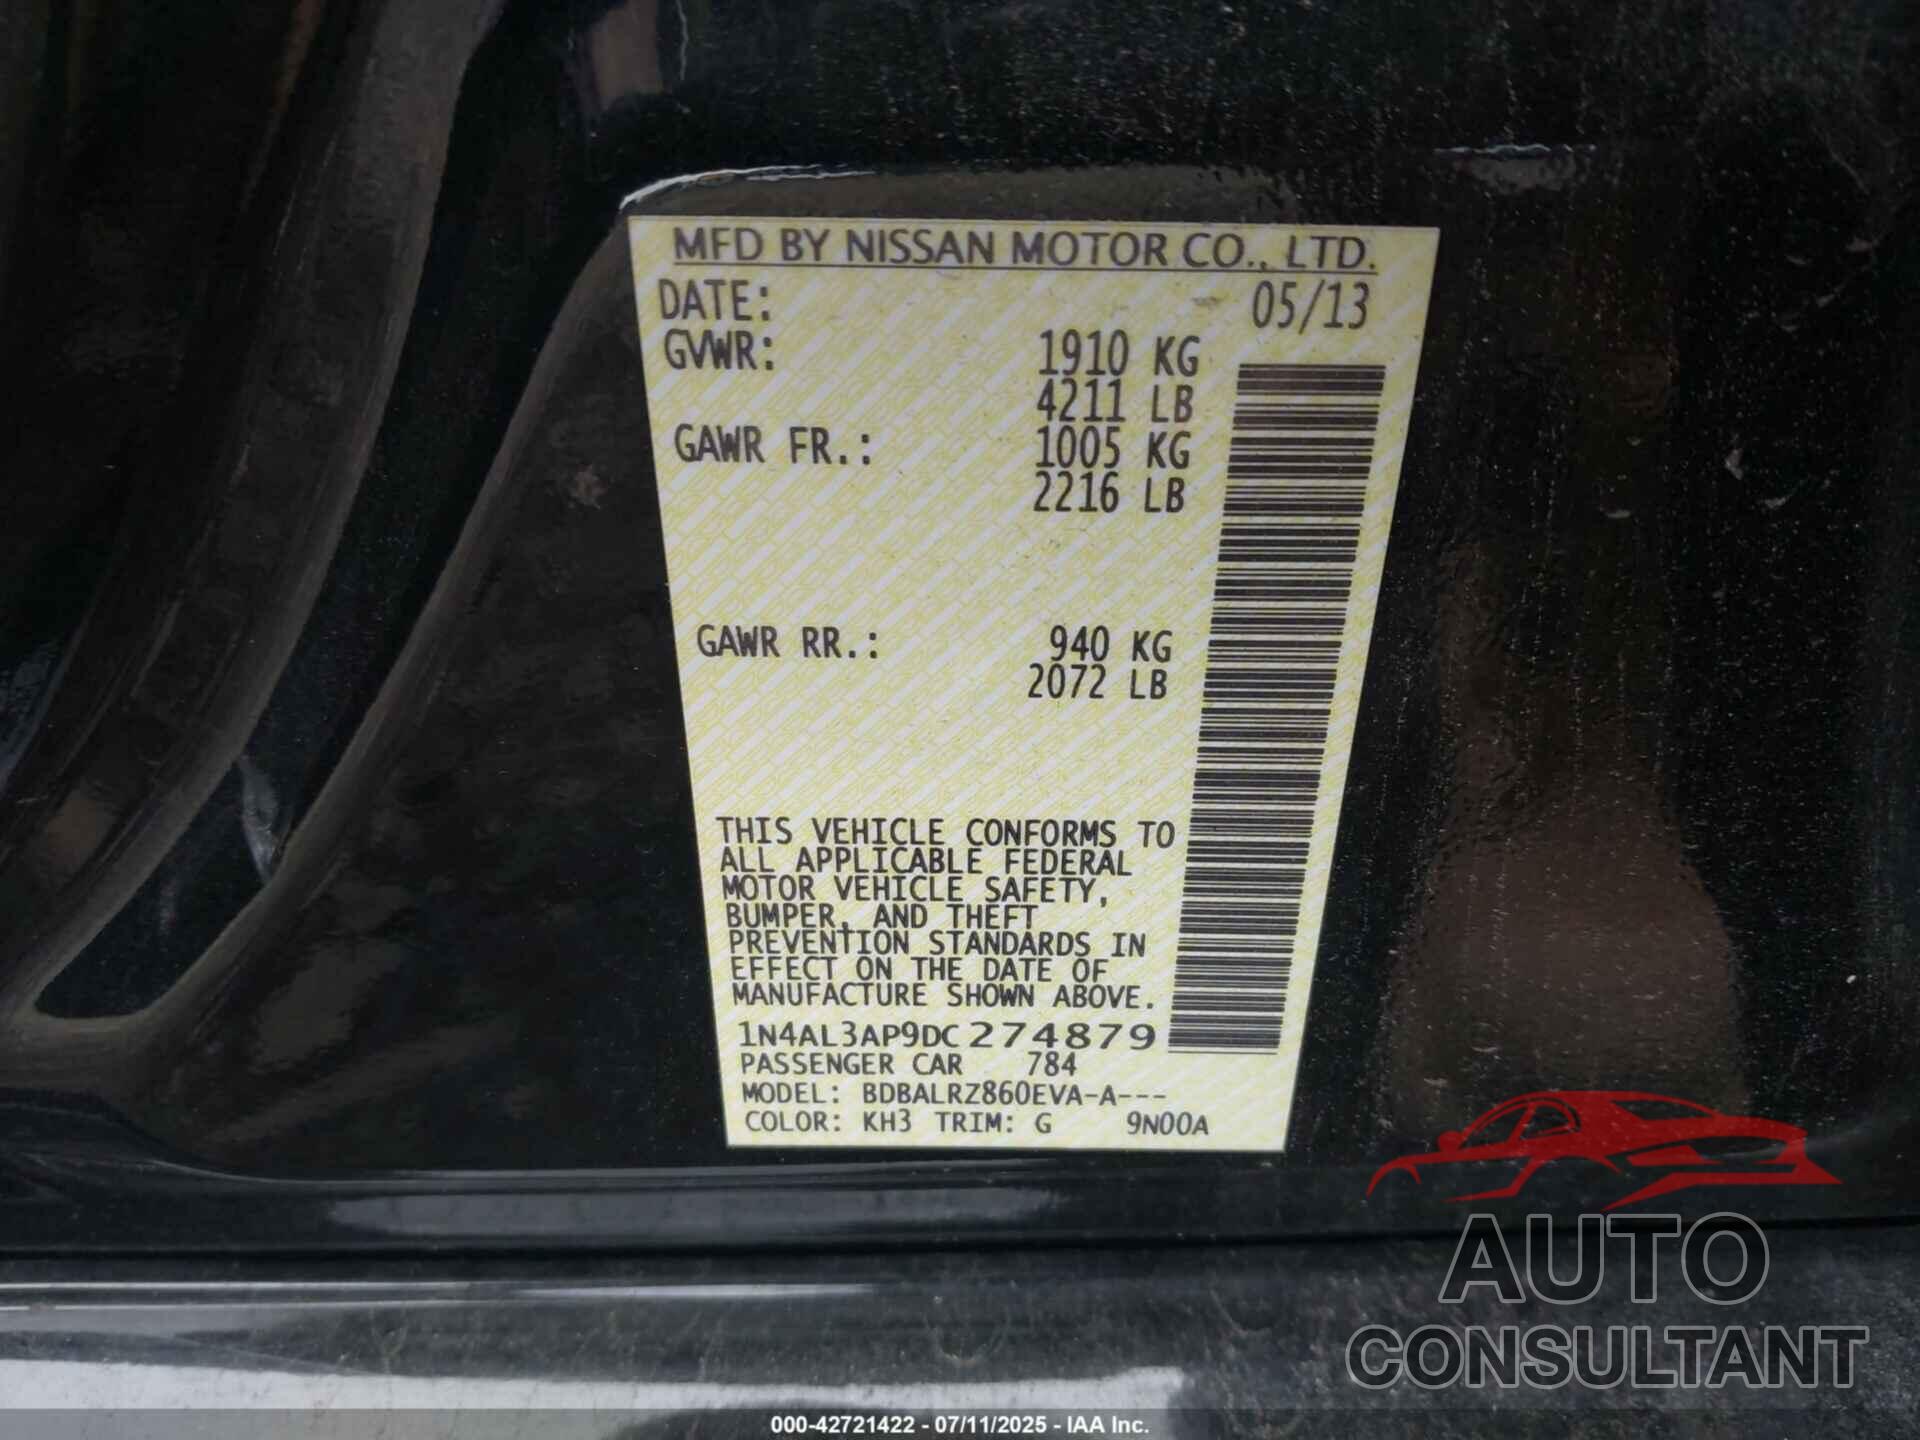 MFD BY NISSAN MOTOR CO., LTD.
DATE: 05/13
GVWR: 1910 KG
4211 LB
GAWR FR.: 1005 KG
2216 LB
GAWR RR.: 940 KG
2072 LB
THIS VEHICLE CONFORMS TO
ALL APPLICABLE FEDERAL
MOTOR VEHICLE SAFETY,
BUMPER, AND THEFT
PREVENTION STANDARDS IN
EFFECT ON THE DATE OF
MANUFACTURE SHOWN ABOVE.
1N4AL3AP9DC274879
PASSENGER CAR 784
MODEL: BDBALRZ860EVA-A---
COLOR: KH3 TRIM: G 9N00A
AUTO
CONSULTANT
000-42721422 - 07/11/2025 - IAA Inc.